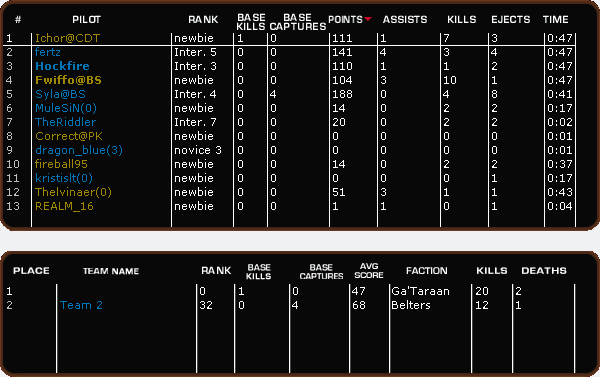 # PILOT RANK BASE KILLS BASE CAPTURES POINTS ASSISTS KILLS EJECTS TIME
1 Ichor@CDT newbie 1 0 111 1 7 3 0:47
2 fertz Inter. 5 0 0 141 4 3 4 0:47
3 Hockfire Inter. 3 0 0 110 1 1 2 0:47
4 Fwiffo@BS newbie 0 0 104 3 10 1 0:47
5 Syla@BS Inter. 4 0 4 188 0 4 8 0:41
6 MuleSiN(0) newbie 0 0 14 0 2 2 0:17
7 TheRiddler Inter. 7 0 0 20 0 2 2 0:02
8 Correct@PK newbie 0 0 0 0 0 0 0:01
9 dragon_blue(3) novice 3 0 0 0 0 0 0 0:01
10 fireball95 newbie 0 0 14 0 2 2 0:37
11 kristislt(0) newbie 0 0 0 0 0 1 0:17
12 Thelvinaer(0) newbie 0 0 51 3 1 1 0:43
13 REALM_16 newbie 0 0 1 1 0 1 0:04
PLACE TEAM NAME RANK BASE KILLS BASE CAPTURES AVG SCORE FACTION KILLS DEATHS
1 0 1 0 47 Ga'Taraan 20 2
2 Team 2 32 0 4 68 Belters 12 1